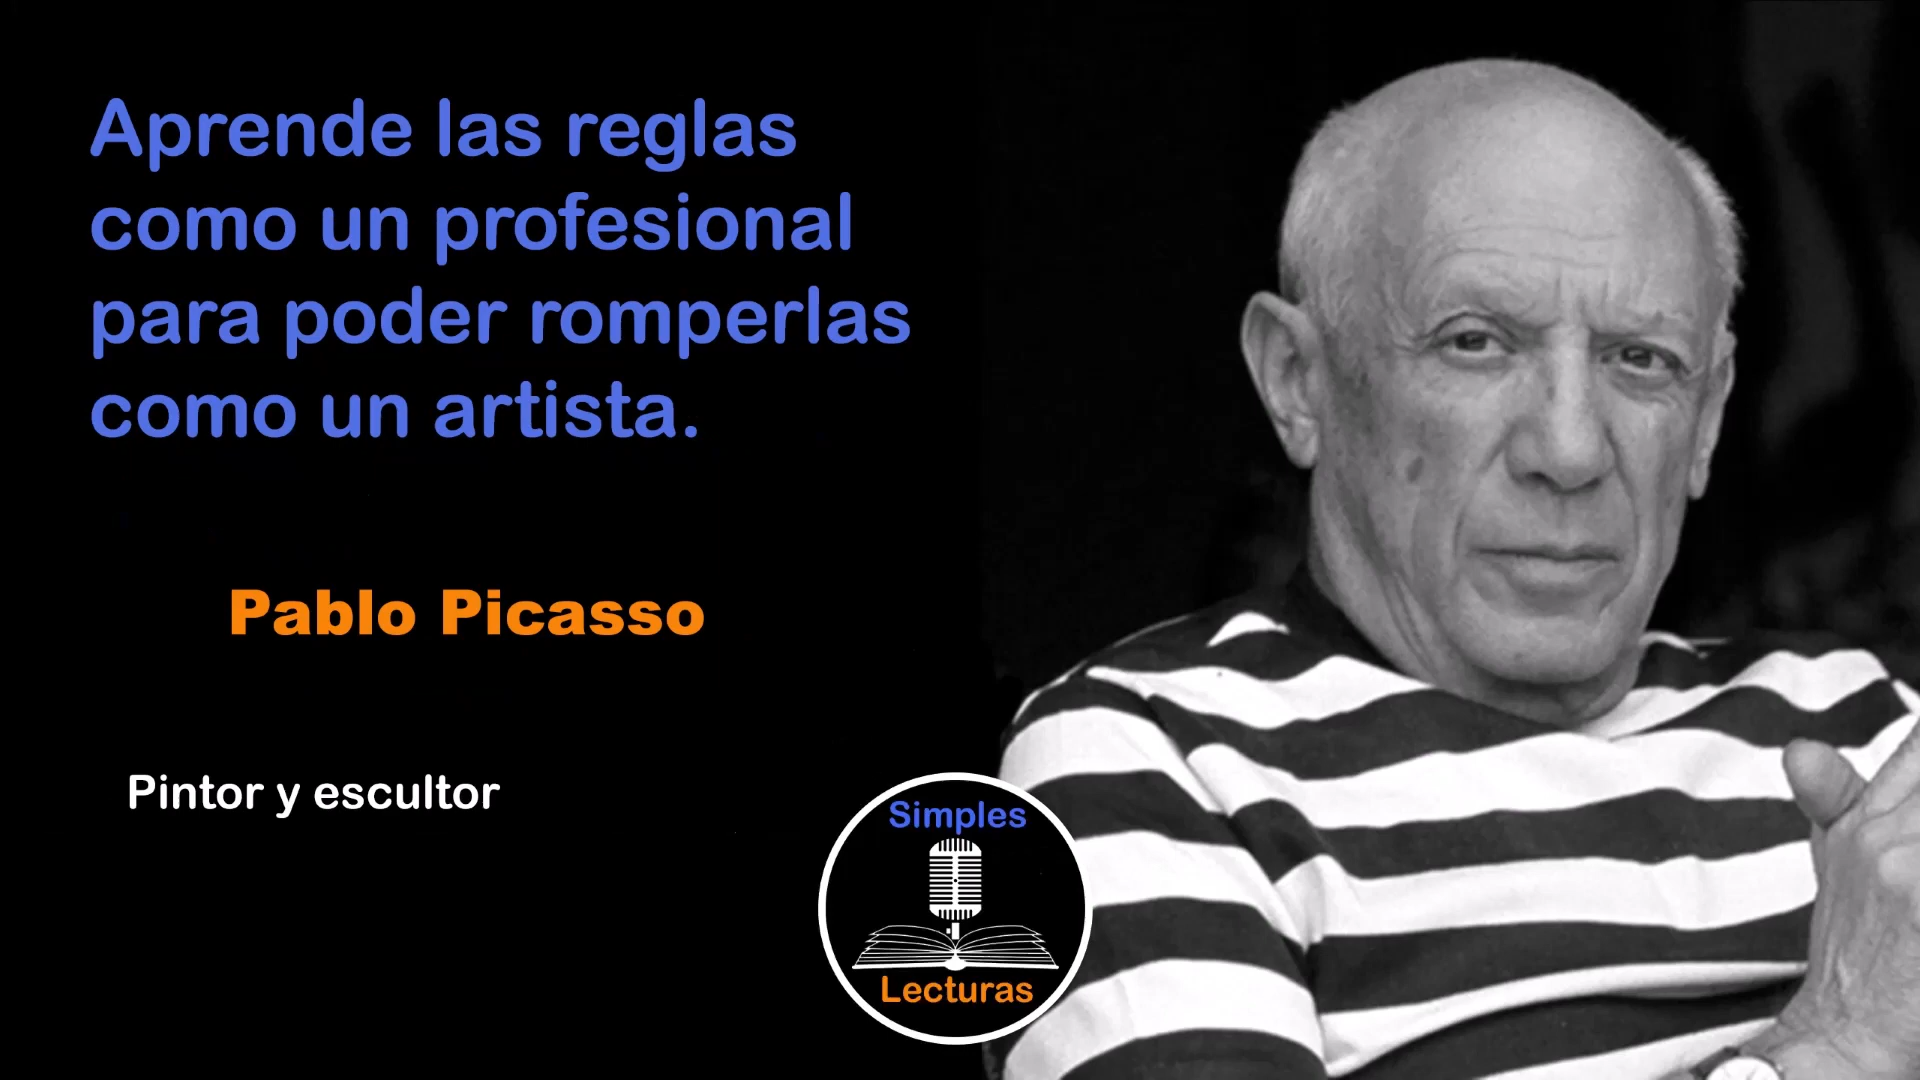 Aprende las reglas
como un profesional
para poder romperlas
como un artista.
Pablo Picasso
Pintor y escultor
Simples
Lecturas